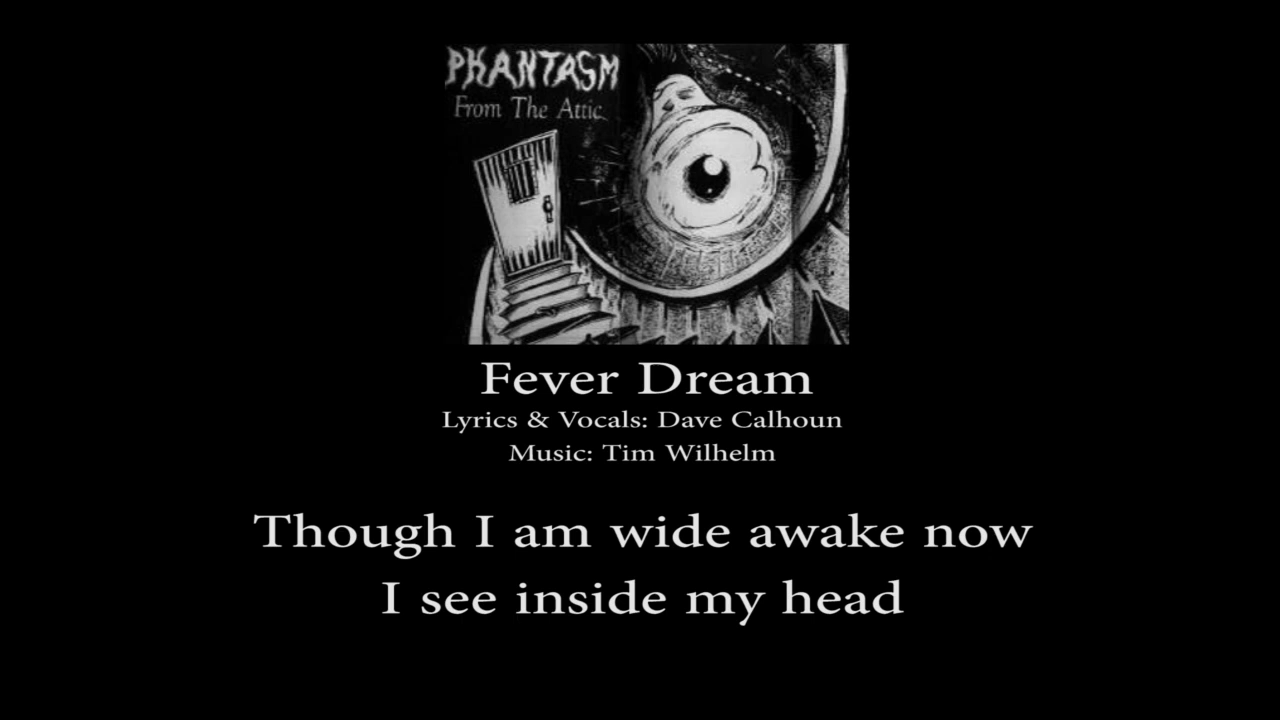 PHANTASM
From The Attic
Fever Dream
Lyrics & Vocals: Dave Calhoun
Music: Tim Wilhelm
Though I am wide awake now
I see inside my head